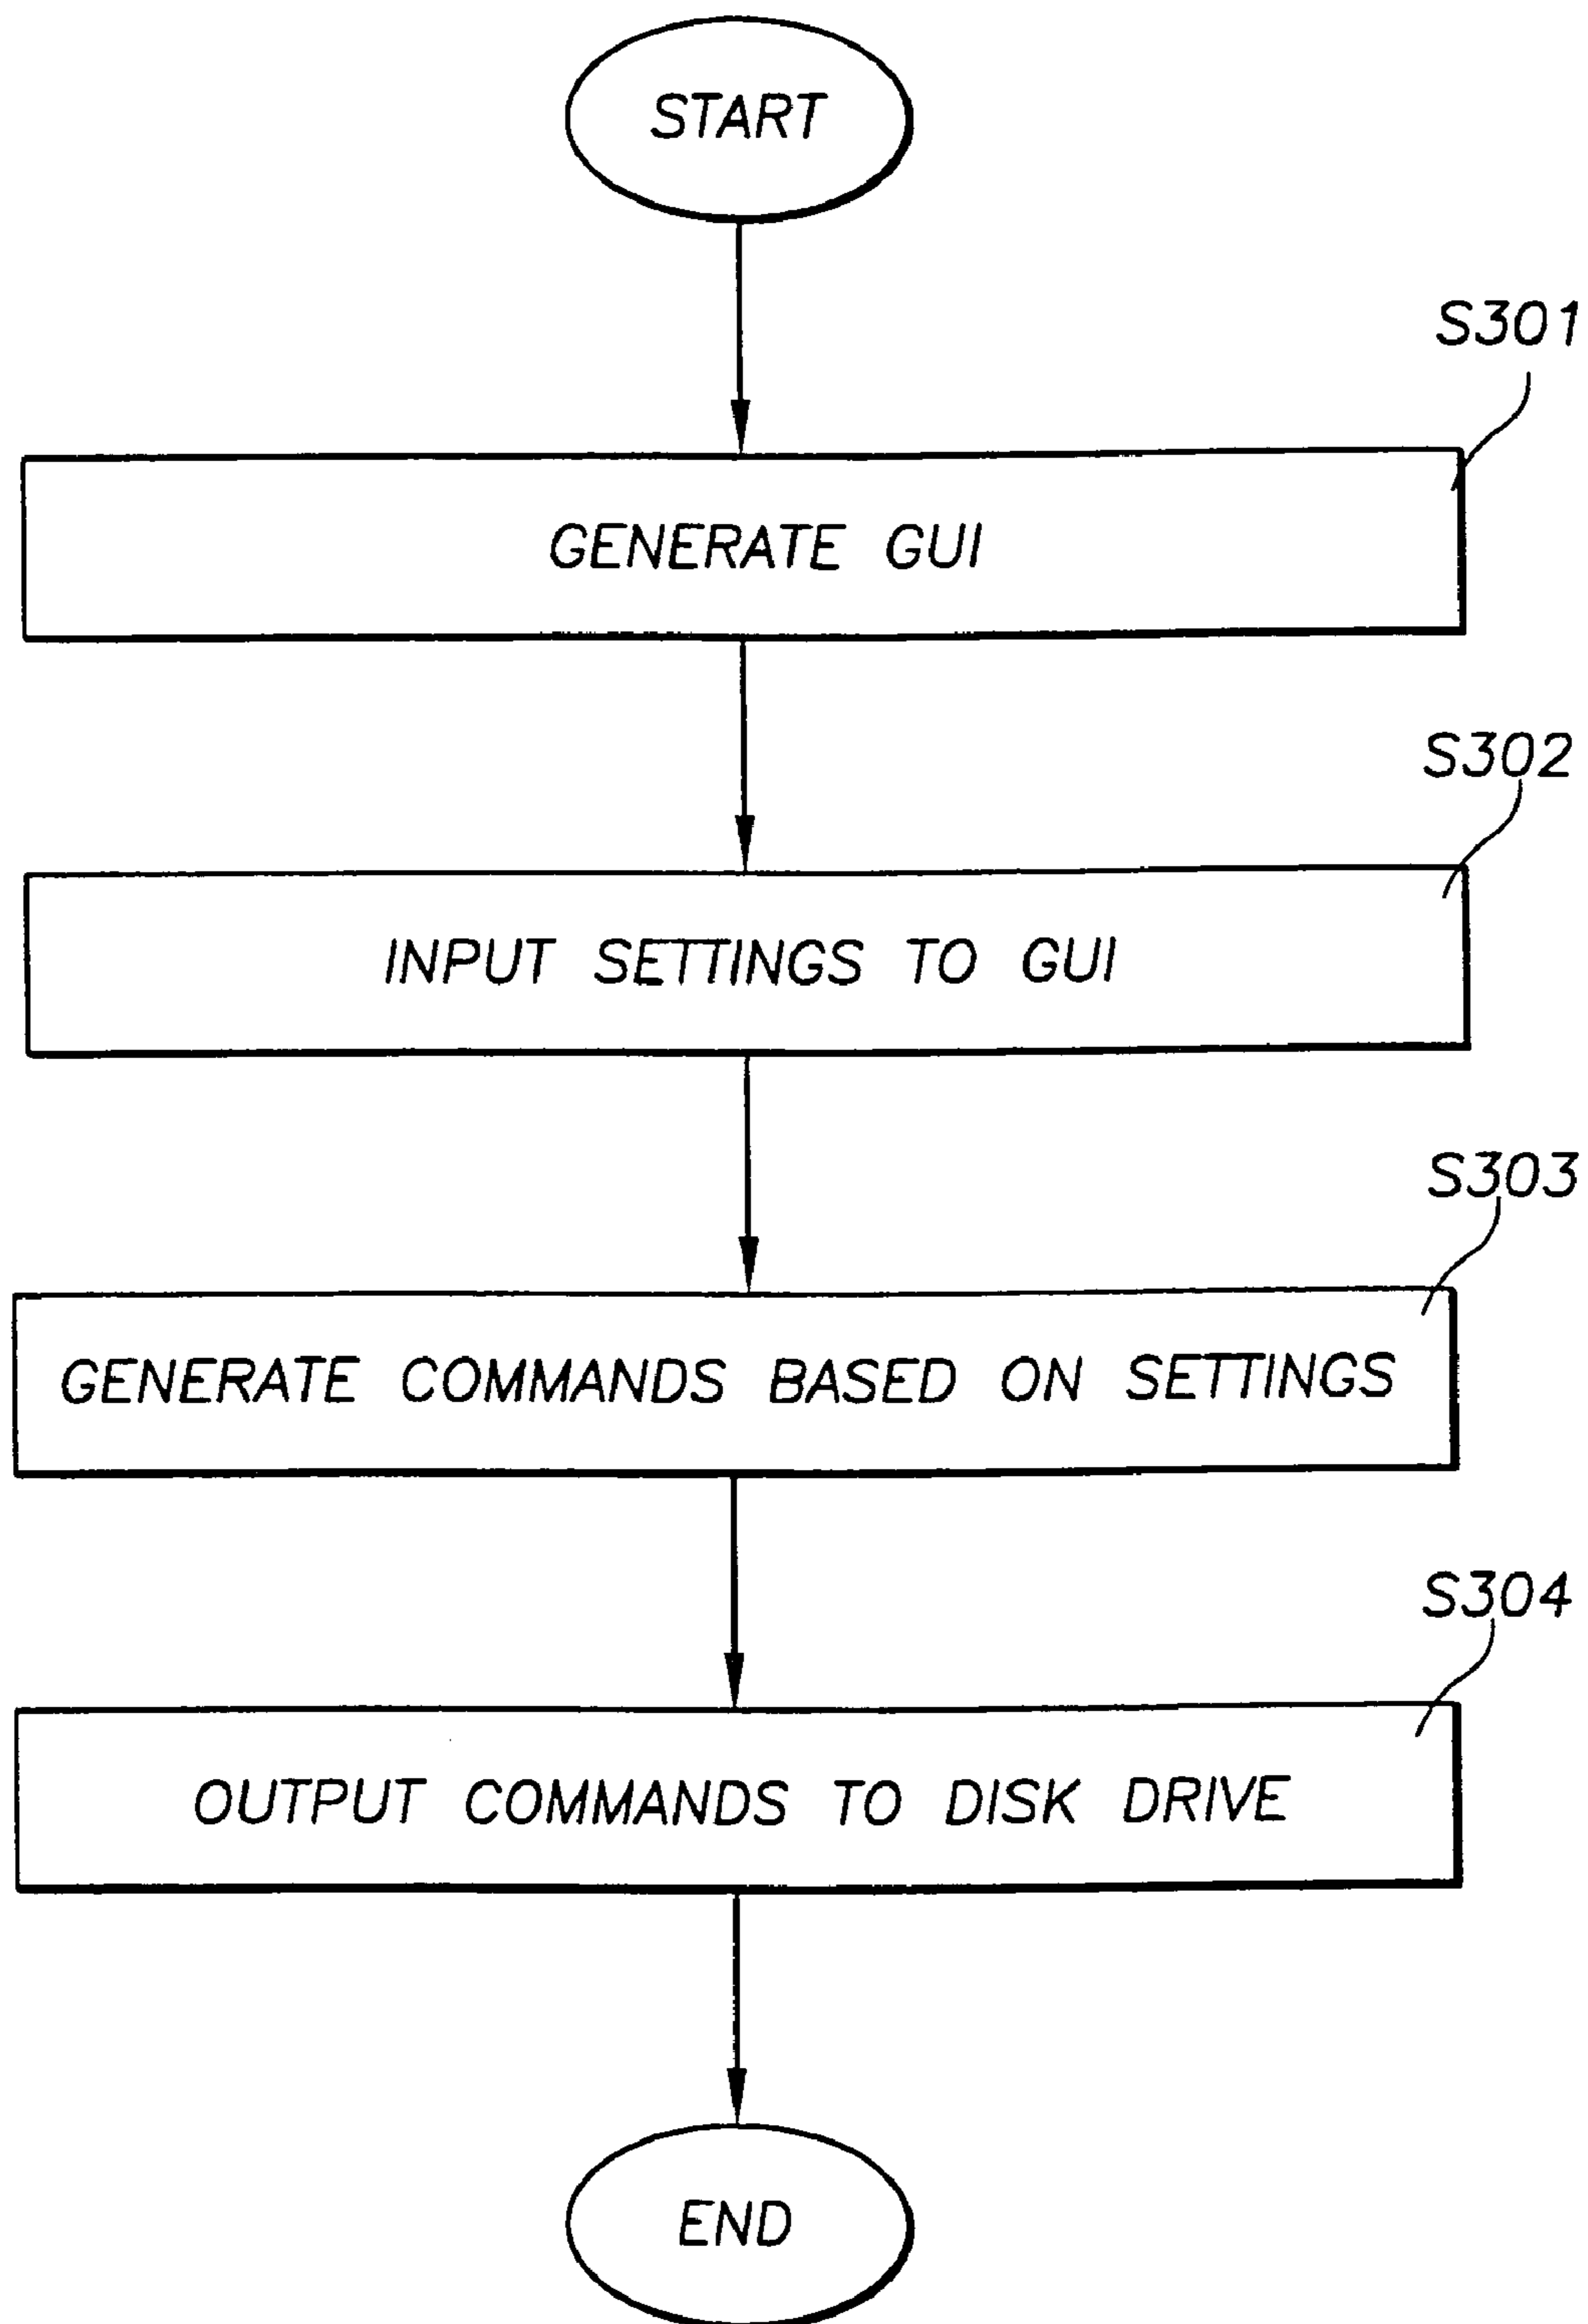 START
S301
GENERATE GUI
S302
INPUT SETTINGS TO GUI
S303
GENERATE COMMANDS BASED ON SETTINGS
S304
OUTPUT COMMANDS TO DISK DRIVE
END